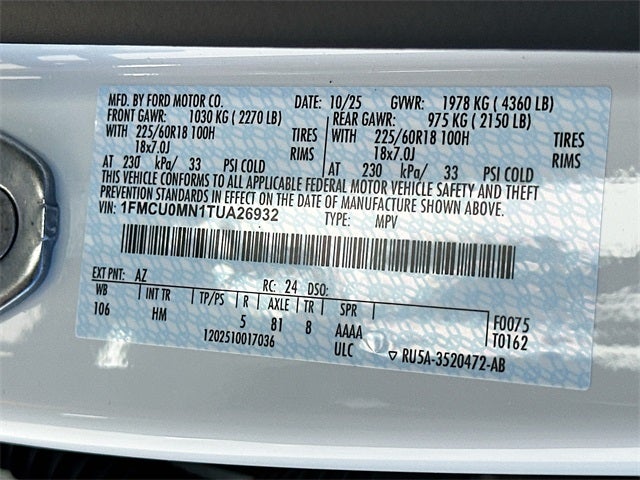 MFD. BY FORD MOTOR CO. DATE: 10/25 GVWR: 1978 KG ( 4360 LB)
FRONT GAWR: 1030 KG ( 2270 LB) REAR GAWR: 975 KG ( 2150 LB)
WITH 225/60R18 100H TIRES WITH 225/60R18 100H TIRES
18x7.0J RIMS 18x7.0J RIMS
AT 230 kPa/ 33 PSI COLD AT 230 kPa/ 33 PSI COLD
THIS VEHICLE CONFORMS TO ALL APPLICABLE FEDERAL MOTOR VEHICLE SAFETY AND THEFT
PREVENTION STANDARDS IN EFFECT ON THE DATE OF MANUFACTURE SHOWN ABOVE.
VIN: 1FMCU0MN1TUA26932 TYPE: MPV
EXT PNT: AZ RC: 24 DSO:
WB INT TR TP/PS R AXLE TR SPR
106 HM 5 81 8 AAAA F0075
1202510017036 ULC T0162
▽ RU5A-3520472-AB